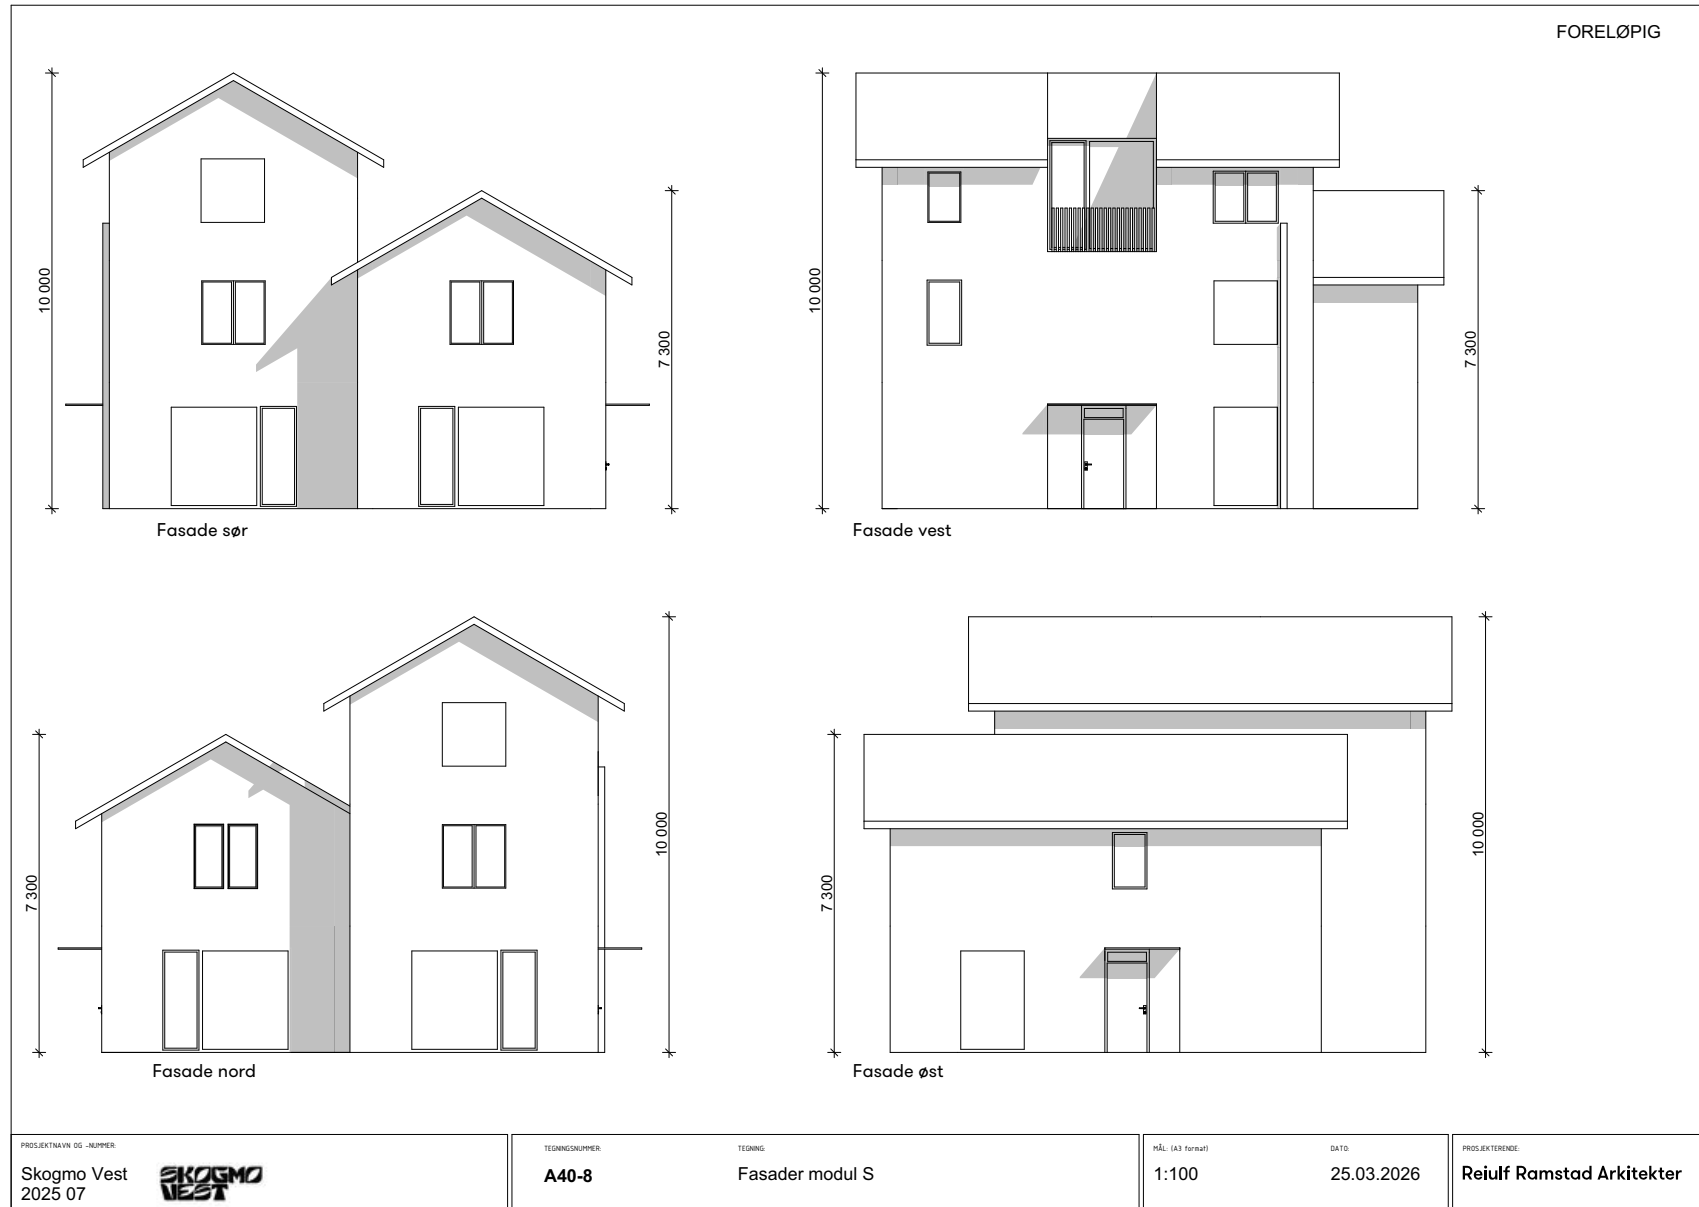 FORELØPIG
10 000
7 300
Fasade sør
10 000
7 300
Fasade vest
7 300
10 000
Fasade nord
7 300
10 000
Fasade øst
PROSJEKTNAVN OG -NUMMER:
Skogmo Vest
2025 07
SKOGMO
VEST
TEGNINGSNUMMER:
A40-8
TEGNING:
Fasader modul S
MÅL: (A3 format)
1:100
DATO:
25.03.2026
PROSJEKTERENDE:
Reiulf Ramstad Arkitekter